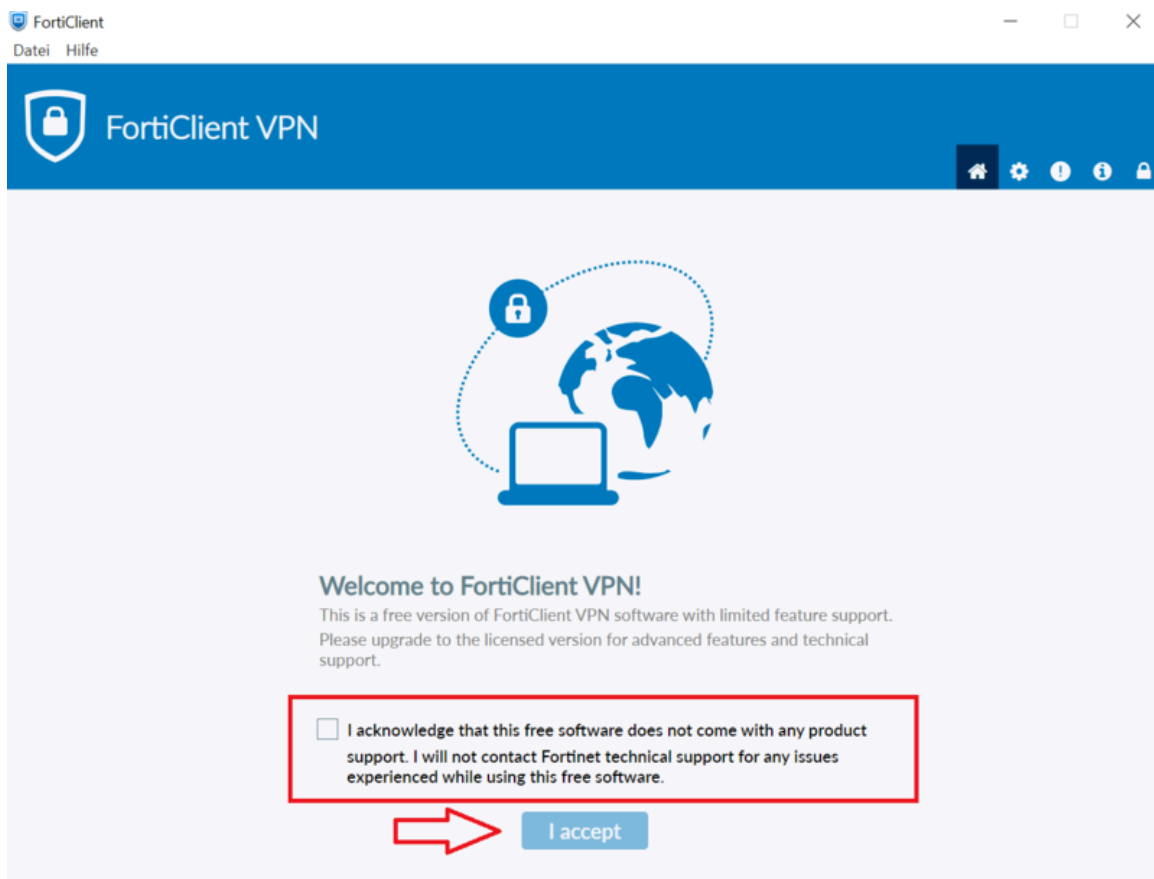 FortiClient
Datei Hilfe
FortiClient VPN
Welcome to FortiClient VPN!
This is a free version of FortiClient VPN software with limited feature support.
Please upgrade to the licensed version for advanced features and technical
support.
I acknowledge that this free software does not come with any product
support. I will not contact Fortinet technical support for any issues
experienced while using this free software.
I accept